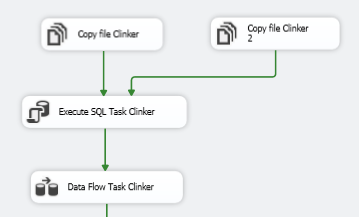 Copy file Clinker
Copy file Clinker
2
Execute SQL Task Clinker
Data Flow Task Clinker